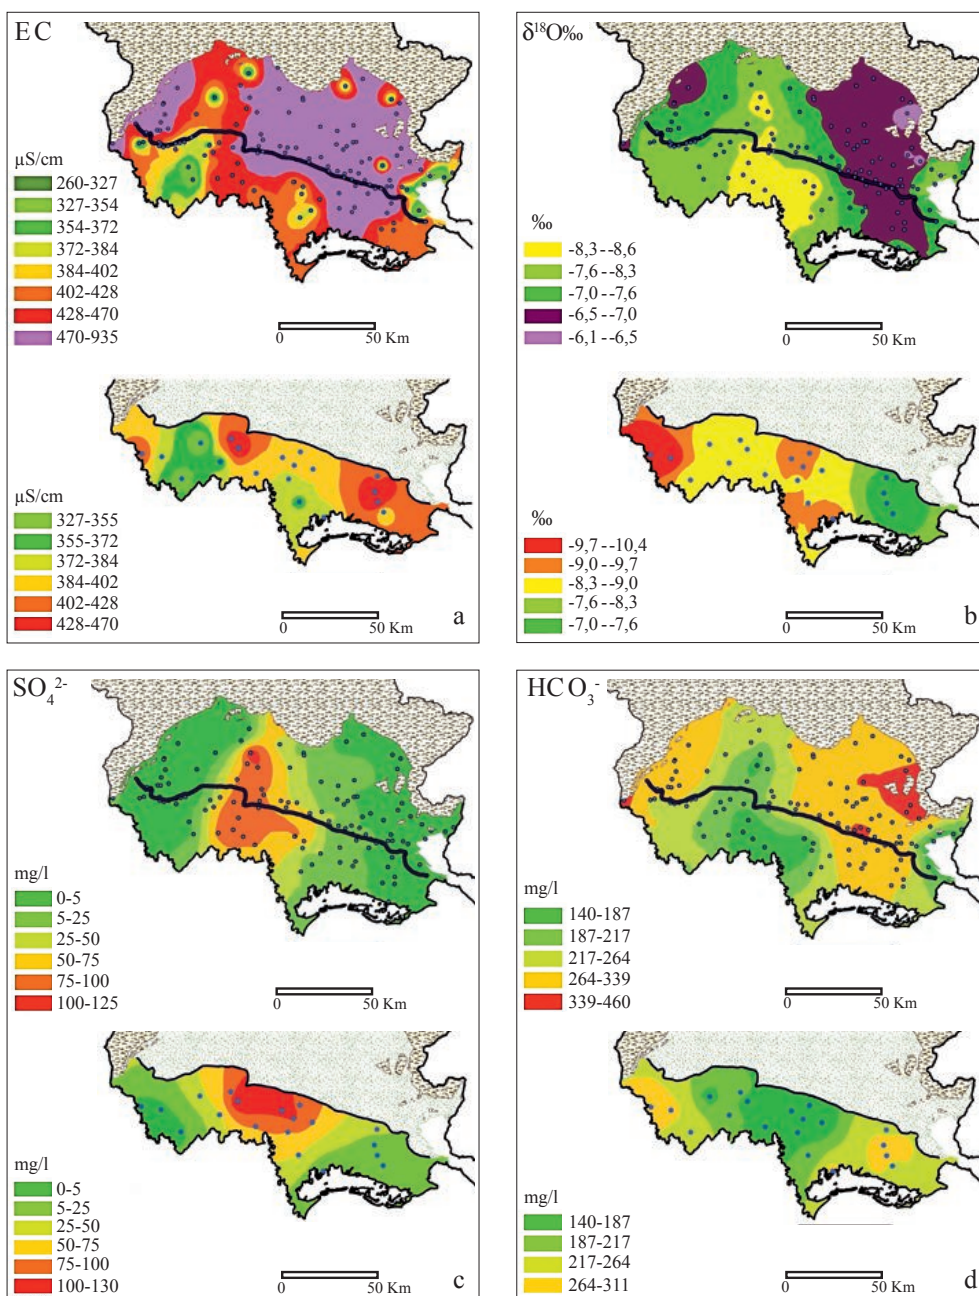 EC
µS/cm
260-327
327-354
354-372
372-384
384-402
402-428
428-470
470-935
0 50 Km
µS/cm
327-355
355-372
372-384
384-402
402-428
428-470
0 50 Km
a
δ¹⁸O‰
‰
-8,3--8,6
-7,6--8,3
-7,0--7,6
-6,5--7,0
-6,1--6,5
0 50 Km
‰
-9,7--10,4
-9,0--9,7
-8,3--9,0
-7,6--8,3
-7,0--7,6
0 50 Km
b
SO₄²⁻
mg/l
0-5
5-25
25-50
50-75
75-100
100-125
0 50 Km
mg/l
0-5
5-25
25-50
50-75
75-100
100-130
0 50 Km
c
HCO₃⁻
mg/l
140-187
187-217
217-264
264-339
339-460
0 50 Km
mg/l
140-187
187-217
217-264
264-311
0 50 Km
d